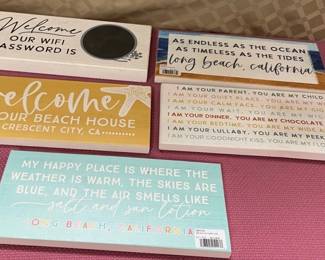 Welcome
OUR WIFI
PASSWORD IS
AS ENDLESS AS THE OCEAN
AS TIMELESS AS THE TIDES
long beach, california
welcome
OUR BEACH HOUSE
CRESCENT CITY, CA
I AM YOUR PARENT, YOU ARE MY CHILD
I AM YOUR QUIET PLACE, YOU ARE MY WILD
I AM YOUR CALM FACE, YOU ARE MY
I AM YOUR WAIT, YOU ARE MY
I AM YOUR DINNER, YOU ARE MY CHOCOLATE
I AM YOUR BEDTIME, YOU ARE MY WIDE
I AM YOUR LULLABY, YOU ARE MY PEEK
I AM YOUR GOODNIGHT KISS, YOU ARE MY
MY HAPPY PLACE IS WHERE THE
WEATHER IS WARM, THE SKIES ARE
BLUE, AND THE AIR SMELLS LIKE
salt and sun lotion
LONG BEACH, CALIFORNIA